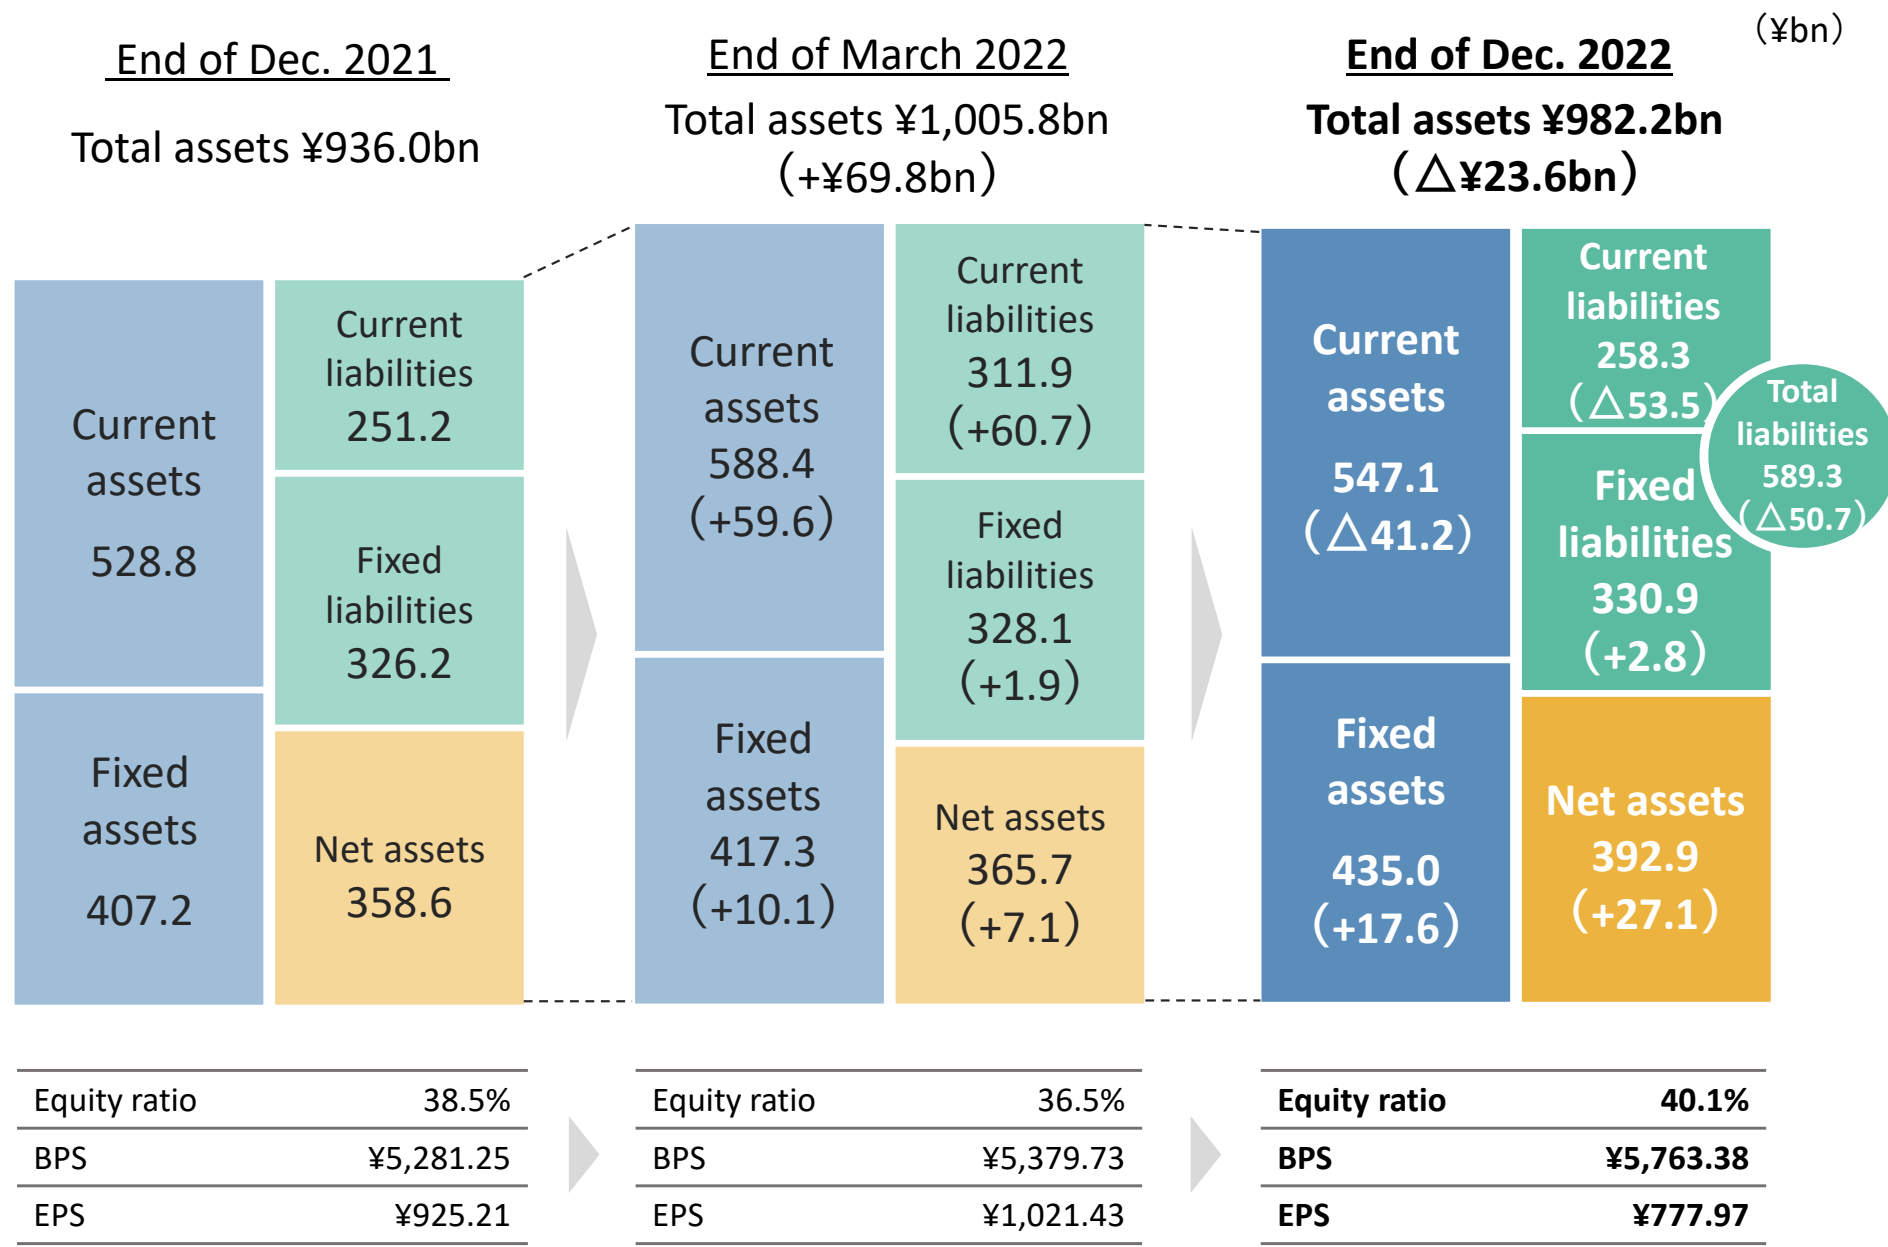 （¥bn）
End of Dec. 2021
Total assets ¥936.0bn
Current
assets
528.8
Fixed
assets
407.2
Current
liabilities
251.2
Fixed
liabilities
326.2
Net assets
358.6
End of March 2022
Total assets ¥1,005.8bn
（+¥69.8bn）
Current
assets
588.4
（+59.6）
Fixed
assets
417.3
（+10.1）
Current
liabilities
311.9
（+60.7）
Fixed
liabilities
328.1
（+1.9）
Net assets
365.7
（+7.1）
End of Dec. 2022
Total assets ¥982.2bn
（△¥23.6bn）
Current
assets
547.1
（△41.2）
Fixed
assets
435.0
（+17.6）
Current
liabilities
258.3
（△53.5）
Fixed
liabilities
330.9
（+2.8）
Net assets
392.9
（+27.1）
Total
liabilities
589.3
（△50.7）
Equity ratio 38.5%
BPS ¥5,281.25
EPS ¥925.21
Equity ratio 36.5%
BPS ¥5,379.73
EPS ¥1,021.43
Equity ratio 40.1%
BPS ¥5,763.38
EPS ¥777.97